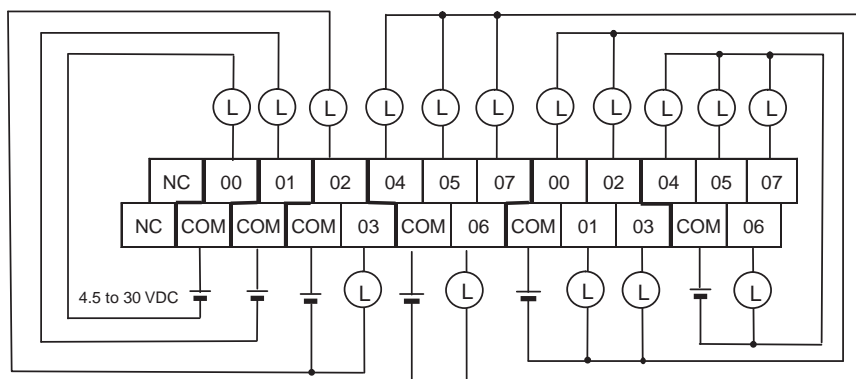 L L L L L L L L L L L
NC 00 01 02 04 05 07 00 02 04 05 07
NC COM COM COM 03 COM 06 COM 01 03 COM 06
4.5 to 30 VDC
L L L L L